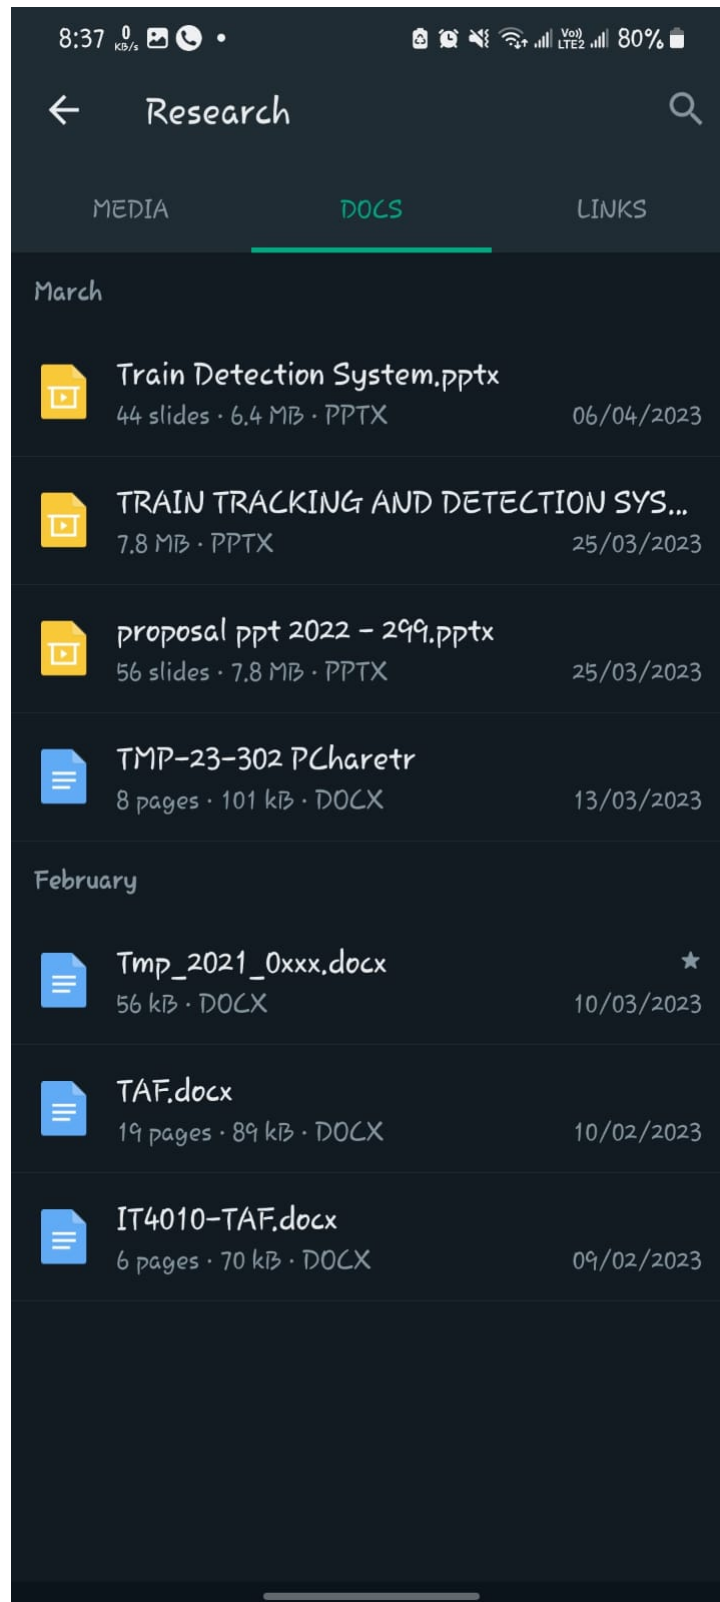 8:37 0 KB/s Vo)) LTE2 80%
Research
MEDIA DOCS LINKS
March
Train Detection System.pptx
44 slides · 6.4 MB · PPTX 06/04/2023
TRAIN TRACKING AND DETECTION SYS...
7.8 MB · PPTX 25/03/2023
proposal ppt 2022 - 299.pptx
56 slides · 7.8 MB · PPTX 25/03/2023
TMP-23-302 PCharetr
8 pages · 101 kB · DOCX 13/03/2023
February
Tmp_2021_0xxx.docx
56 kB · DOCX 10/03/2023
TAF.docx
19 pages · 89 kB · DOCX 10/02/2023
IT4010-TAF.docx
6 pages · 70 kB · DOCX 09/02/2023